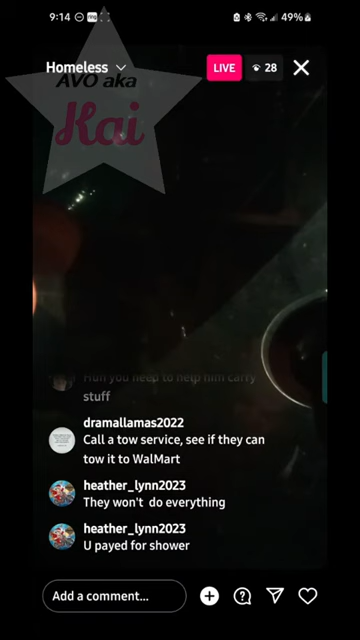 9:14
49%
Homeless
LIVE
28
AVO aka
Kai
Hun you need to help him carry
stuff
dramallamas2022
Call a tow service, see if they can
tow it to WalMart
heather_lynn2023
They won't do everything
heather_lynn2023
U payed for shower
Add a comment...